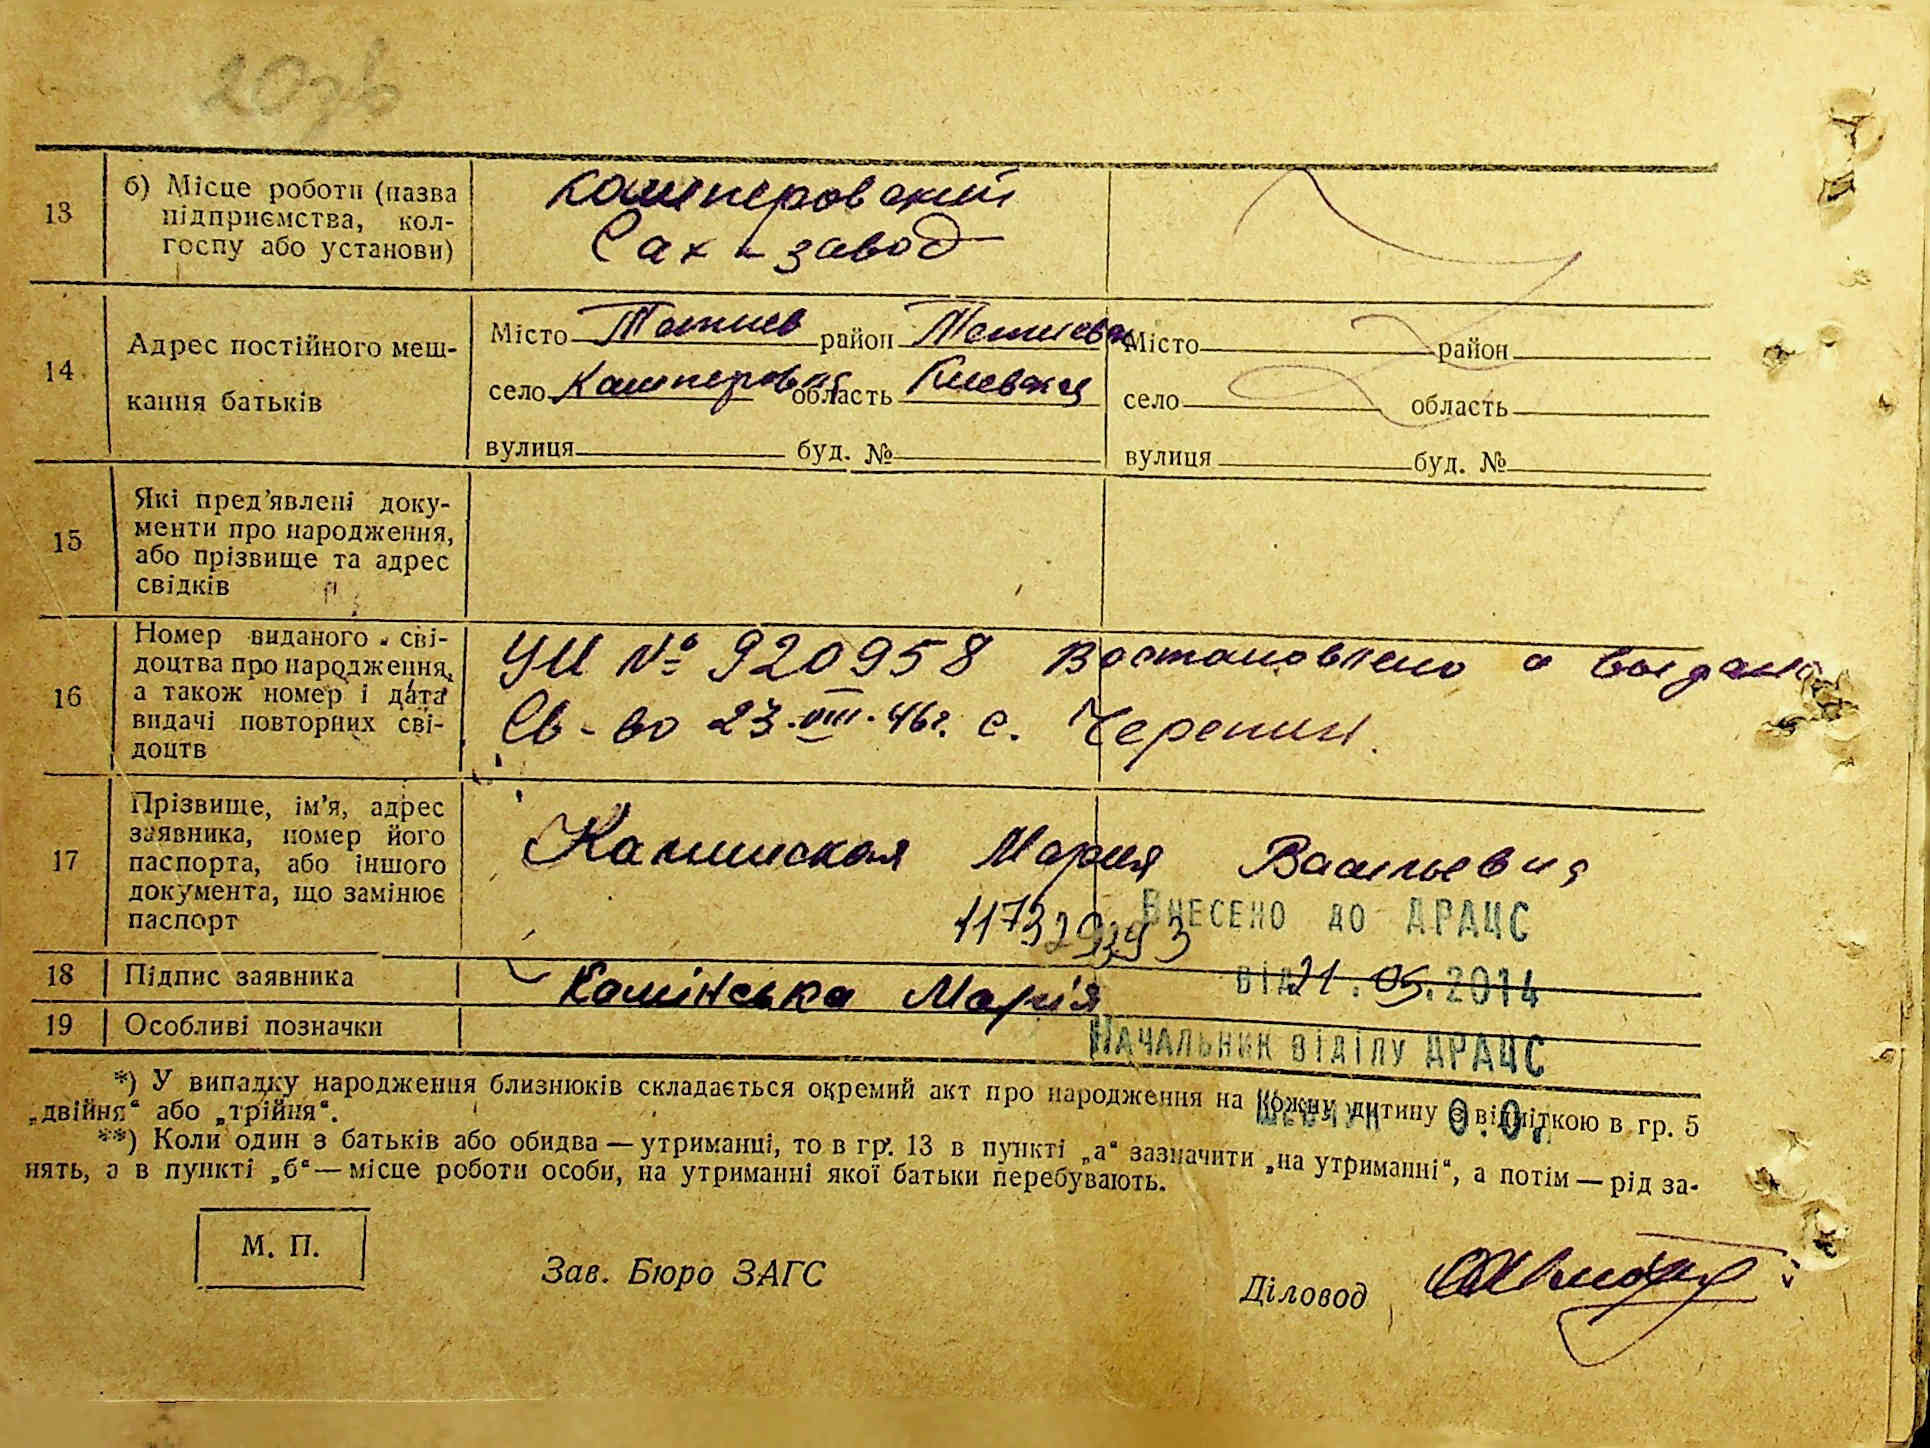 13
б) Місце роботи (назва
підприємства, кол-
госпу або установи)
Кашперовский
Сах - завод
14
Адрес постійного меш-
кання батьків
Місто Тетиев район Тетиевск
село Кашперовка область Киевская
вулиця буд. №
Місто район
село область
вулиця буд. №
15
Які пред'явлені доку-
менти про народження,
або прізвище та адрес
свідків
16
Номер виданого сві-
доцтва про народження,
а також номер і дата
видачі повторних сві-
доцтв
УИ № 920958 Востановлено и выдано
Св-во 23.VIII.46г. с. Черепин.
17
Прізвище, ім'я, адрес
заявника, номер його
паспорта, або іншого
документа, що замінює
паспорт
Каминская Мария Васильевна
Внесено до ДРАЦС
18
Підпис заявника
Камінська Марія
від 21.05.2014
19
Особливі позначки
Начальник відділу ДРАЦС
Шевчук О.О.
*) У випадку народження близнюків складається окремий акт про народження на кожну дитину з відміткою в гр. 5
„двійня“ або „трійня“.
**) Коли один з батьків або обидва — утриманці, то в гр. 13 в пункті „а“ зазначити „на утриманні“, а потім — рід за-
нять, а в пункті „б“ — місце роботи особи, на утриманні якої батьки перебувають.
М. П.
Зав. Бюро ЗАГС
Діловод